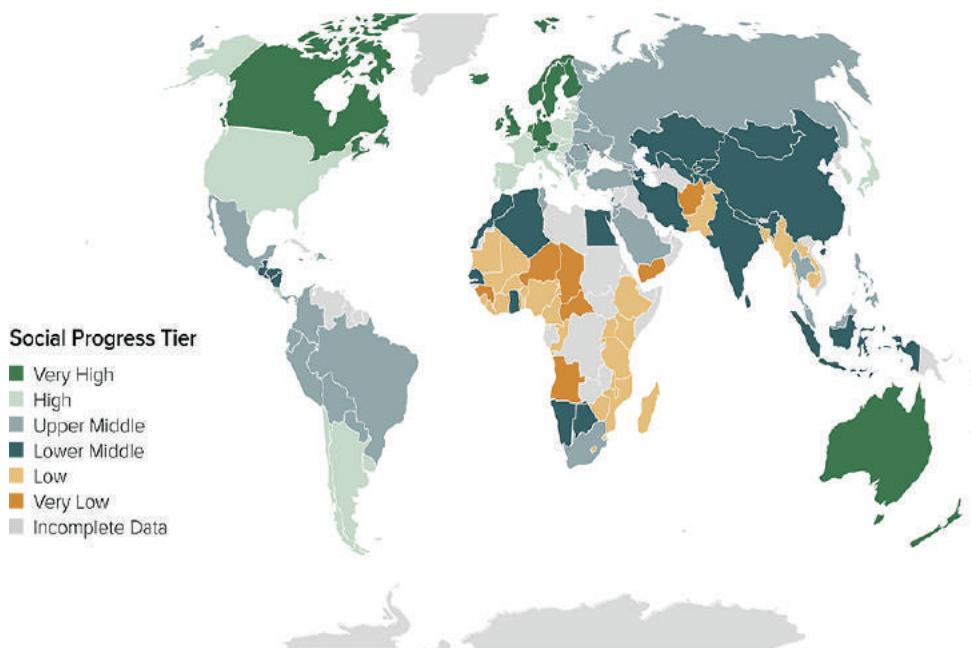 Social Progress Tier
Very High
High
Upper Middle
Lower Middle
Low
Very Low
Incomplete Data